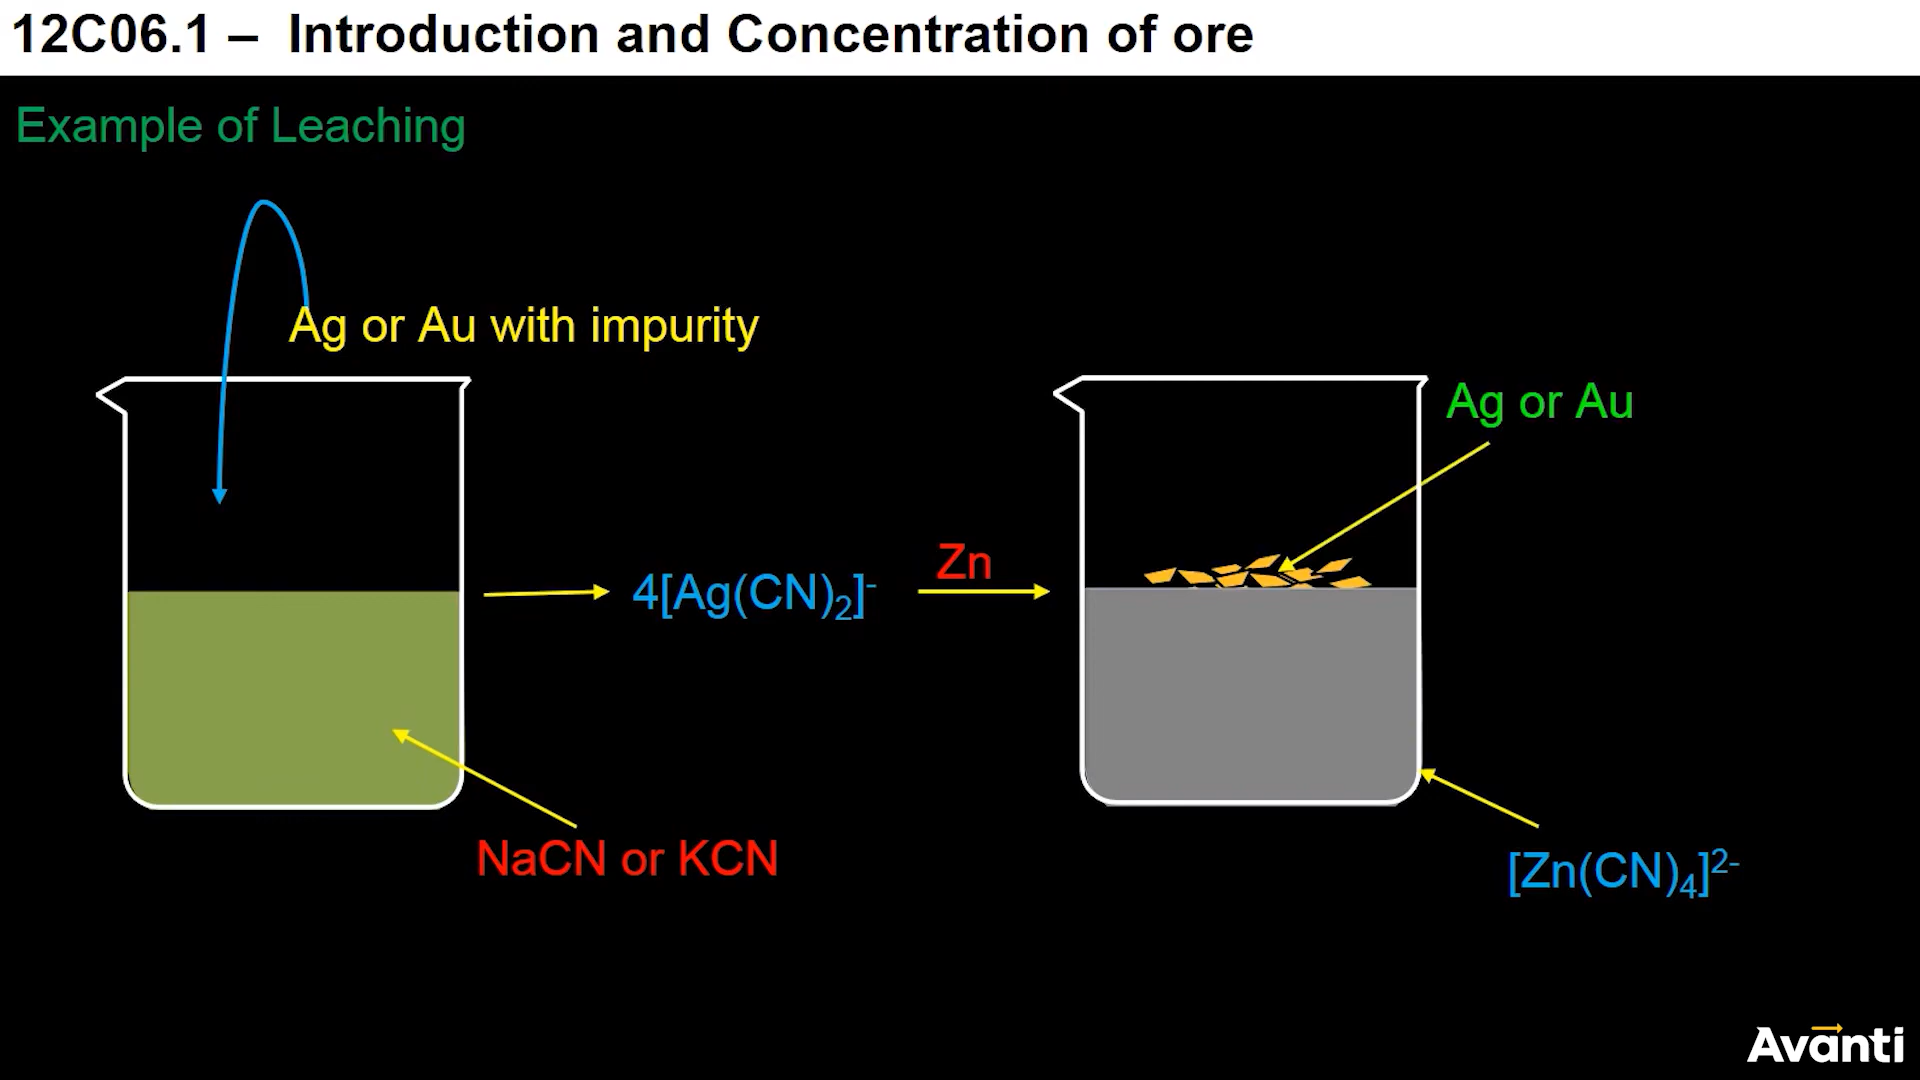 12C06.1 – Introduction and Concentration of ore
Example of Leaching
Ag or Au with impurity
Ag or Au
Zn
4[Ag(CN)₂]⁻
NaCN or KCN
[Zn(CN)₄]²⁻
Avanti